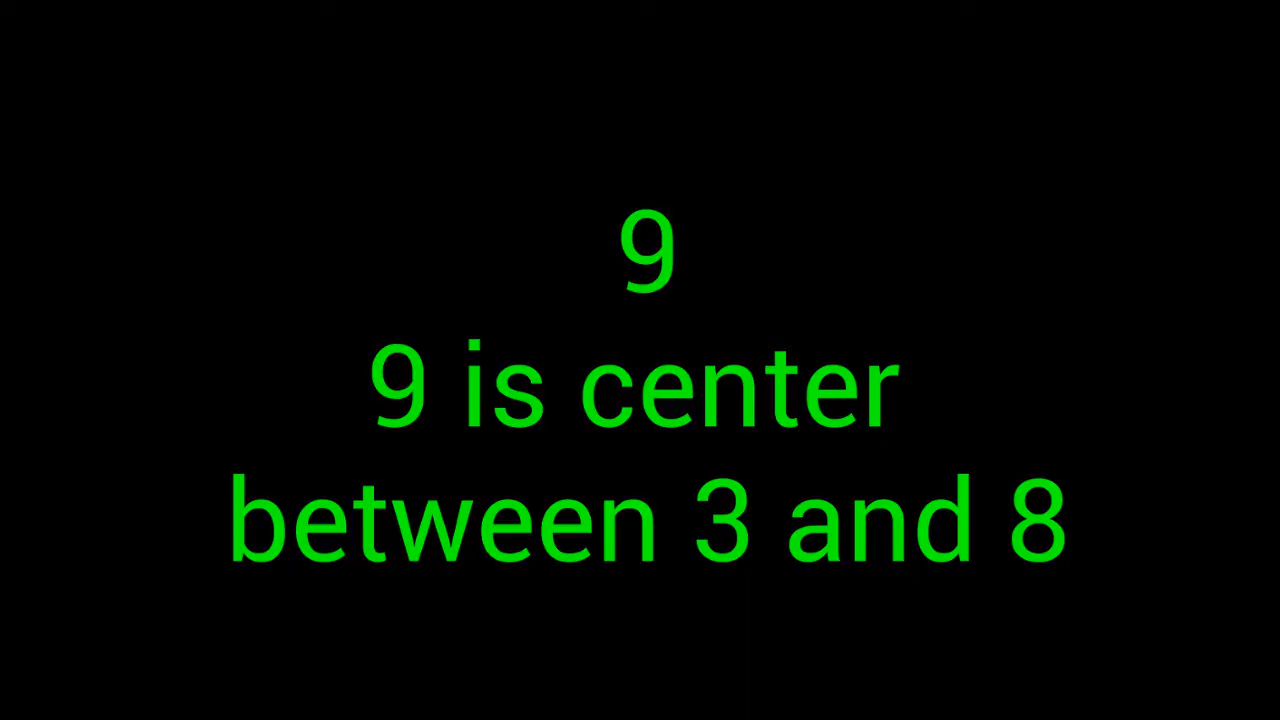 9
9 is center
between 3 and 8